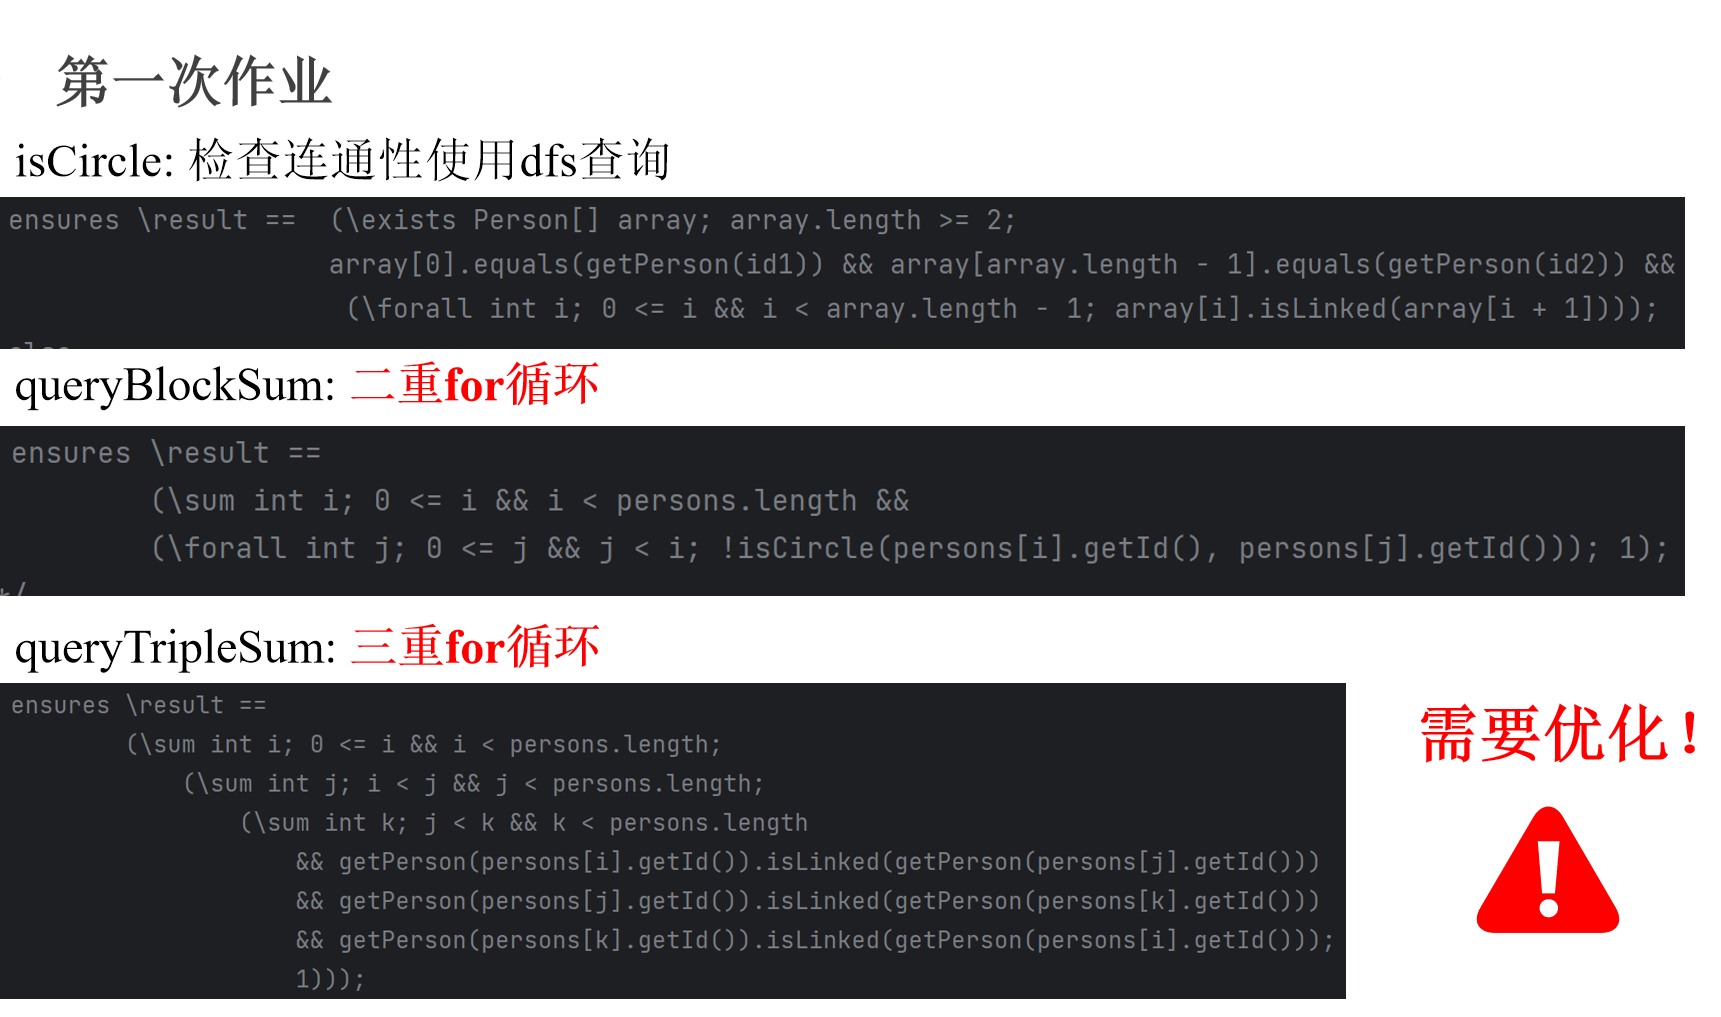 第一次作业
isCircle: 检查连通性使用dfs查询
ensures \result ==  (\exists Person[] array; array.length >= 2;
array[0].equals(getPerson(id1)) && array[array.length - 1].equals(getPerson(id2)) &&
(\forall int i; 0 <= i && i < array.length - 1; array[i].isLinked(array[i + 1])));
queryBlockSum: 二重for循环
ensures \result ==
(\sum int i; 0 <= i && i < persons.length &&
(\forall int j; 0 <= j && j < i; !isCircle(persons[i].getId(), persons[j].getId())); 1);
*/
queryTripleSum: 三重for循环
ensures \result ==
(\sum int i; 0 <= i && i < persons.length;
(\sum int j; i < j && j < persons.length;
(\sum int k; j < k && k < persons.length
&& getPerson(persons[i].getId()).isLinked(getPerson(persons[j].getId()))
&& getPerson(persons[j].getId()).isLinked(getPerson(persons[k].getId()))
&& getPerson(persons[k].getId()).isLinked(getPerson(persons[i].getId()));
1)));
需要优化！